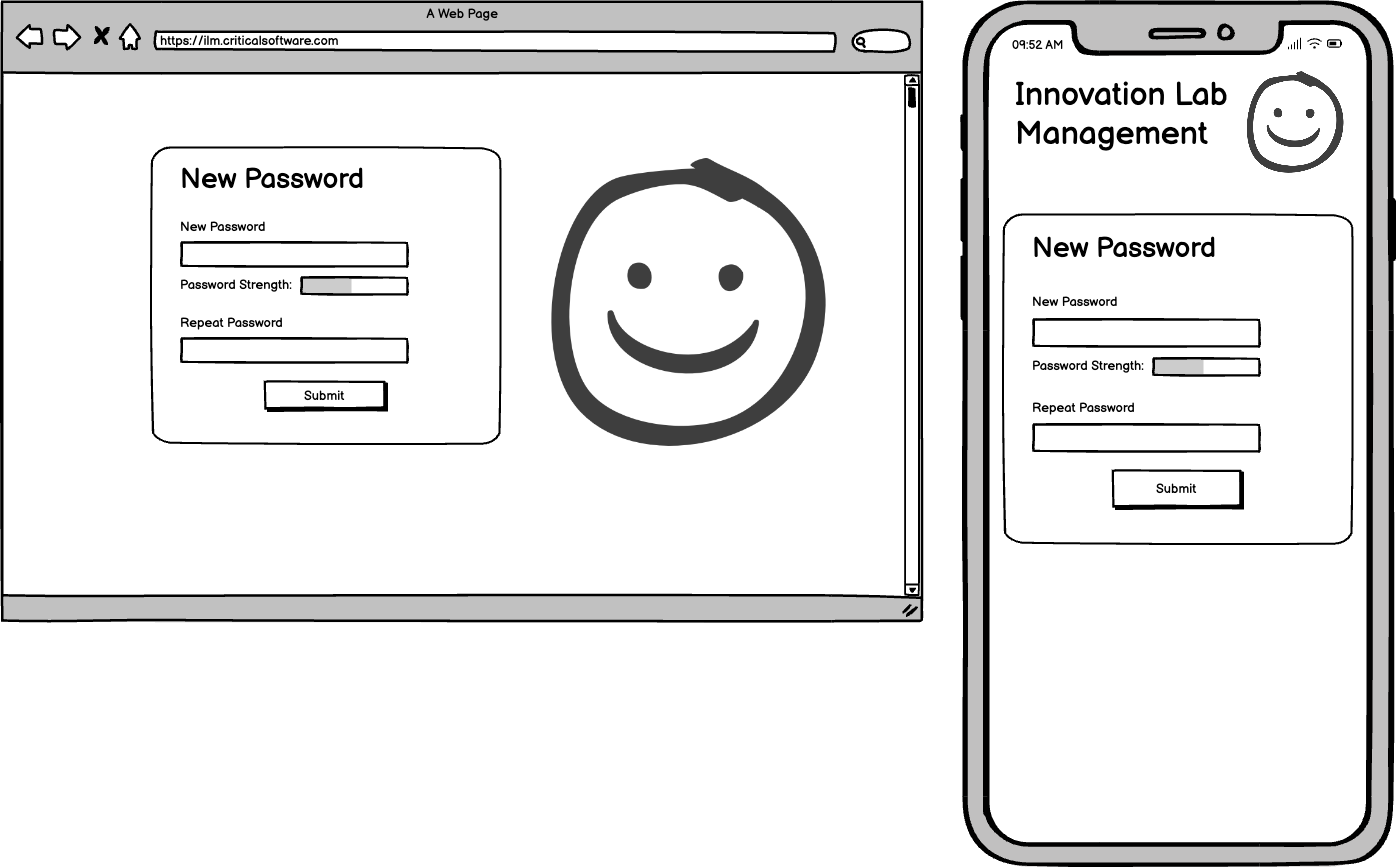 A Web Page
https://ilm.criticalsoftware.com
New Password
New Password
Password Strength:
Repeat Password
Submit
09:52 AM
Innovation Lab
Management
New Password
New Password
Password Strength:
Repeat Password
Submit